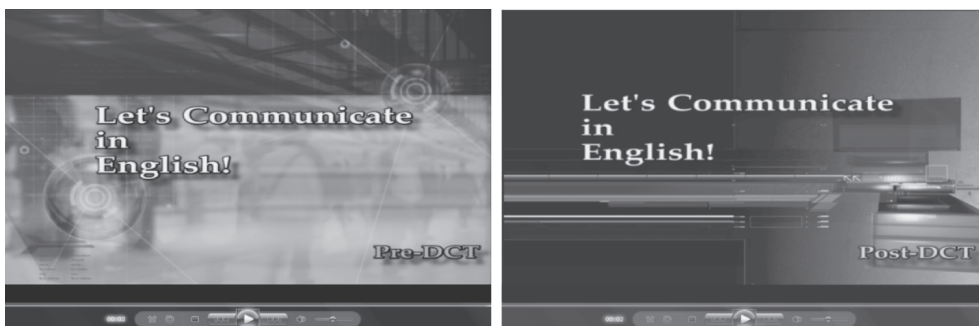 Let's Communicate
in
English!
Pre-DCT
Let's Communicate
in
English!
Post-DCT